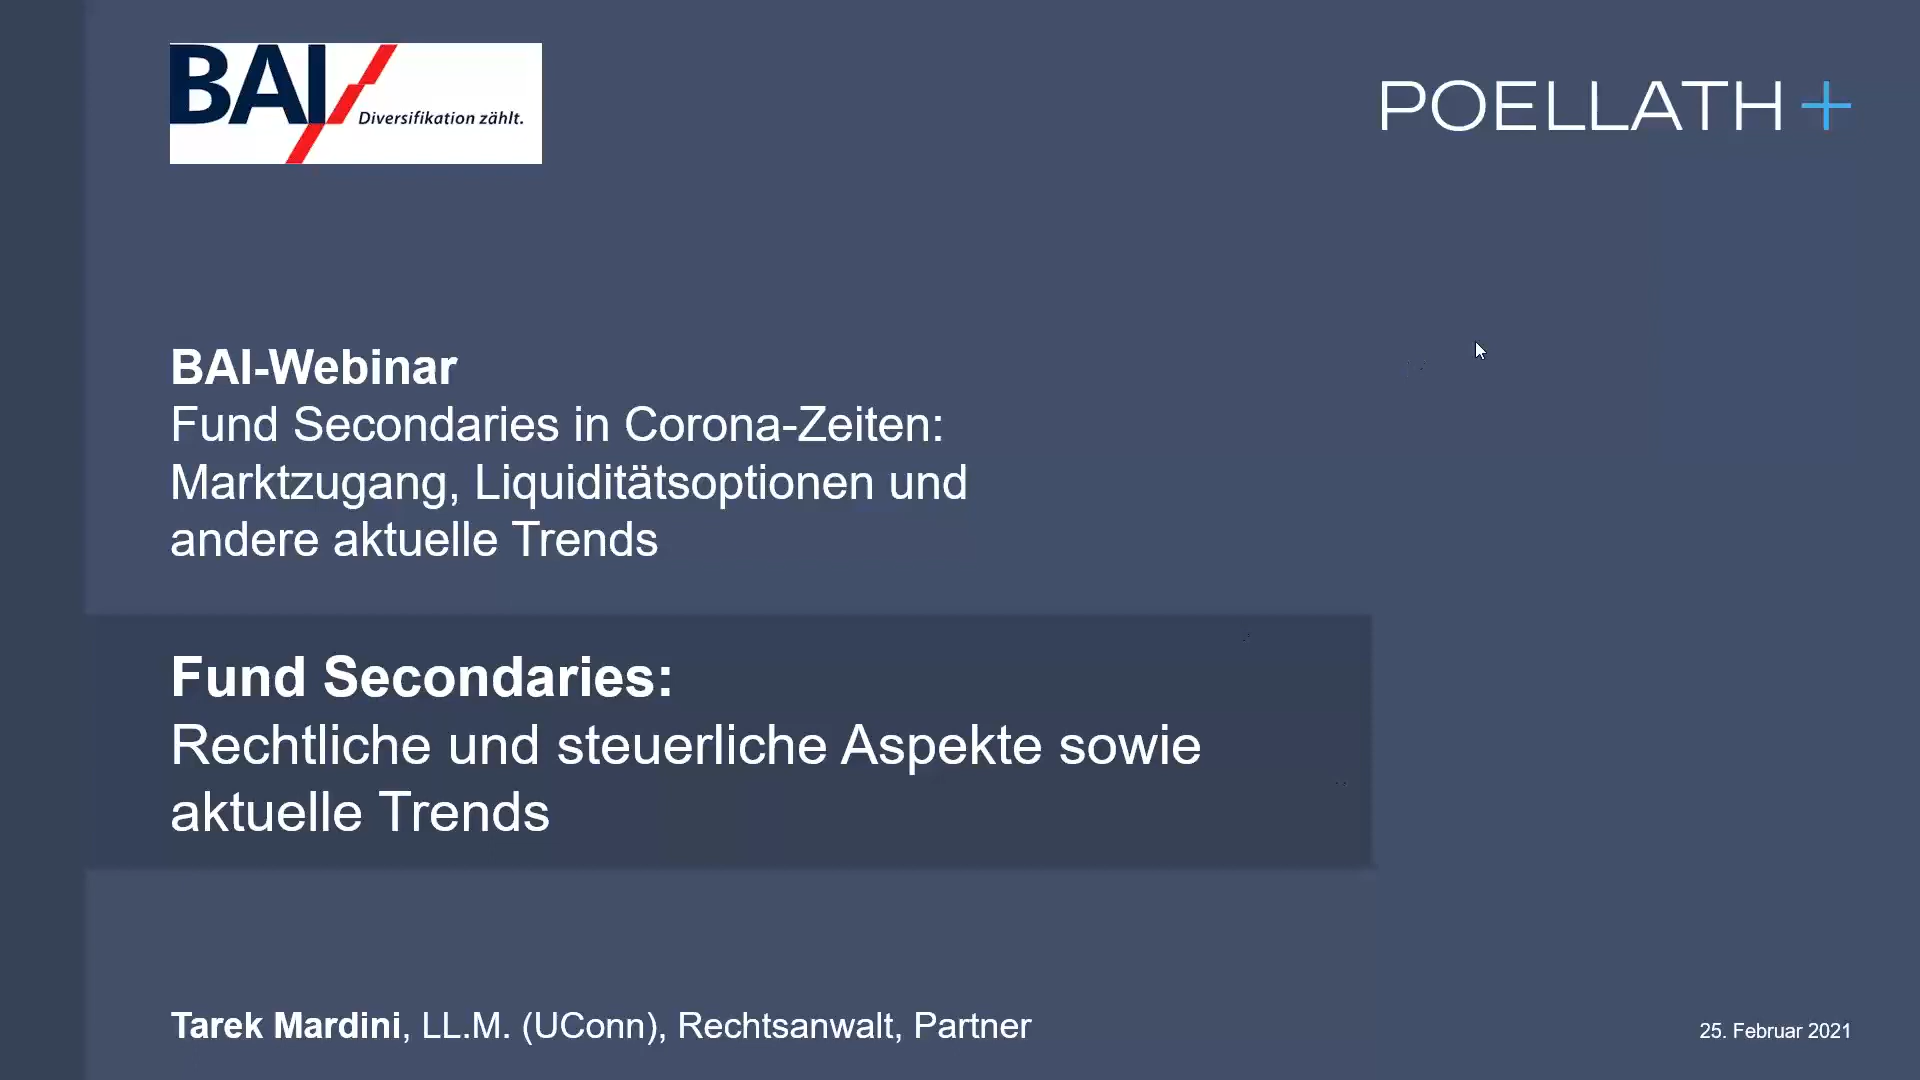 BAI
Diversifikation zählt.
POELLATH +
BAI-Webinar
Fund Secondaries in Corona-Zeiten:
Marktzugang, Liquiditätsoptionen und
andere aktuelle Trends
Fund Secondaries:
Rechtliche und steuerliche Aspekte sowie
aktuelle Trends
Tarek Mardini, LL.M. (UConn), Rechtsanwalt, Partner
25. Februar 2021